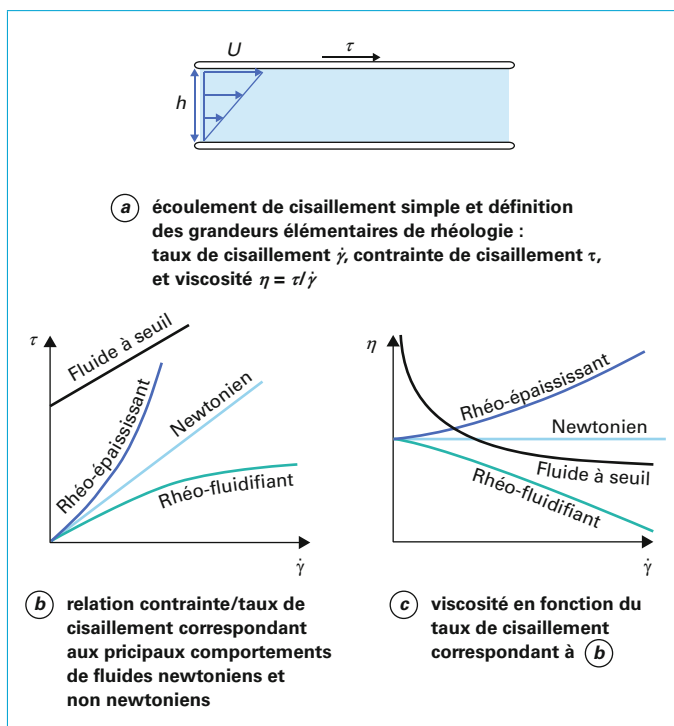 U
τ
h
a écoulement de cisaillement simple et définition
des grandeurs élémentaires de rhéologie :
taux de cisaillement γ̇, contrainte de cisaillement τ,
et viscosité η = τ/γ̇
τ
Fluide à seuil
Rhéo-épaississant
Newtonien
Rhéo-fluidifiant
γ̇
b relation contrainte/taux de
cisaillement correspondant
aux pricipaux comportements
de fluides newtoniens et
non newtoniens
η
Rhéo-épaississant
Newtonien
Fluide à seuil
Rhéo-fluidifiant
γ̇
c viscosité en fonction du
taux de cisaillement
correspondant à b